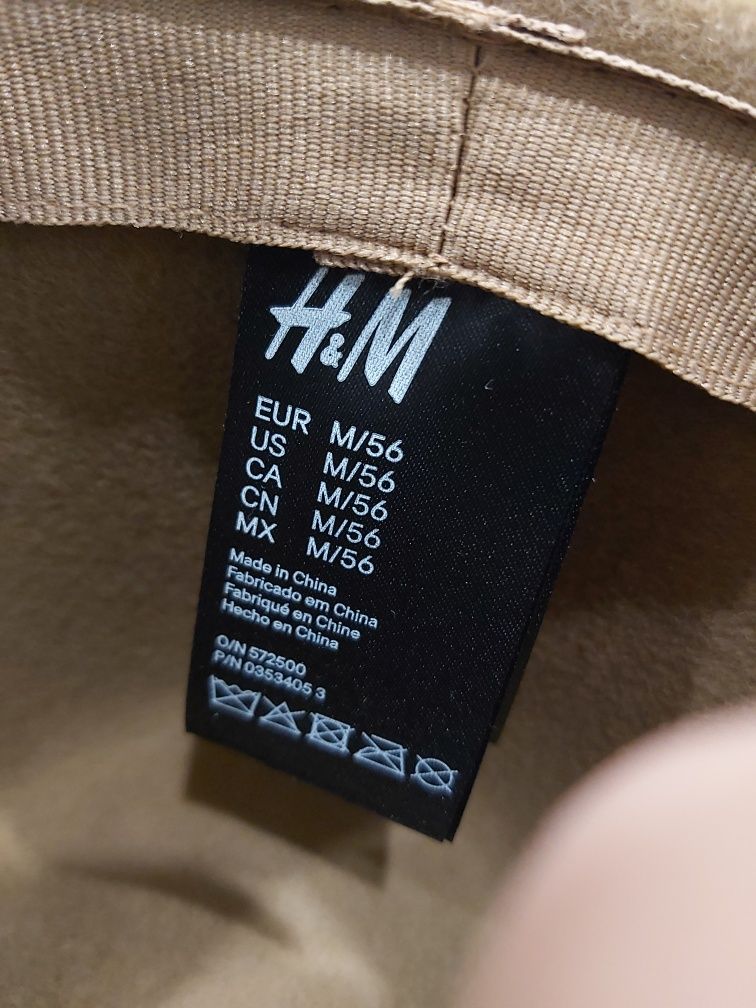 H&M
EUR M/56
US M/56
CA M/56
CN M/56
MX M/56
Made in China
Fabricado em China
Fabriqué en Chine
Hecho en China
O/N 572500
P/N 0353405 3